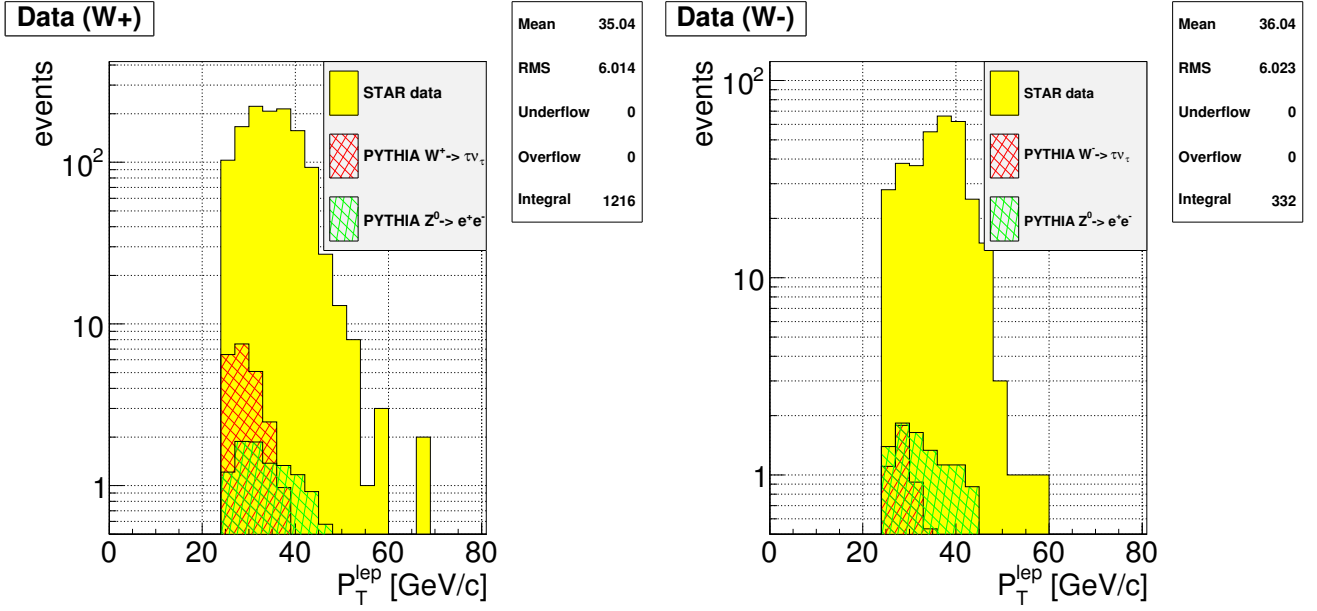 Data (W+)
Mean 35.04
RMS 6.014
Underflow 0
Overflow 0
Integral 1216
events
10²
10
1
STAR data
PYTHIA W⁺-> τν_τ
PYTHIA Z⁰-> e⁺e⁻
0 20 40 60 80
P_T^lep [GeV/c]
Data (W-)
Mean 36.04
RMS 6.023
Underflow 0
Overflow 0
Integral 332
events
10²
10
1
STAR data
PYTHIA W⁻-> τν_τ
PYTHIA Z⁰-> e⁺e⁻
0 20 40 60 80
P_T^lep [GeV/c]